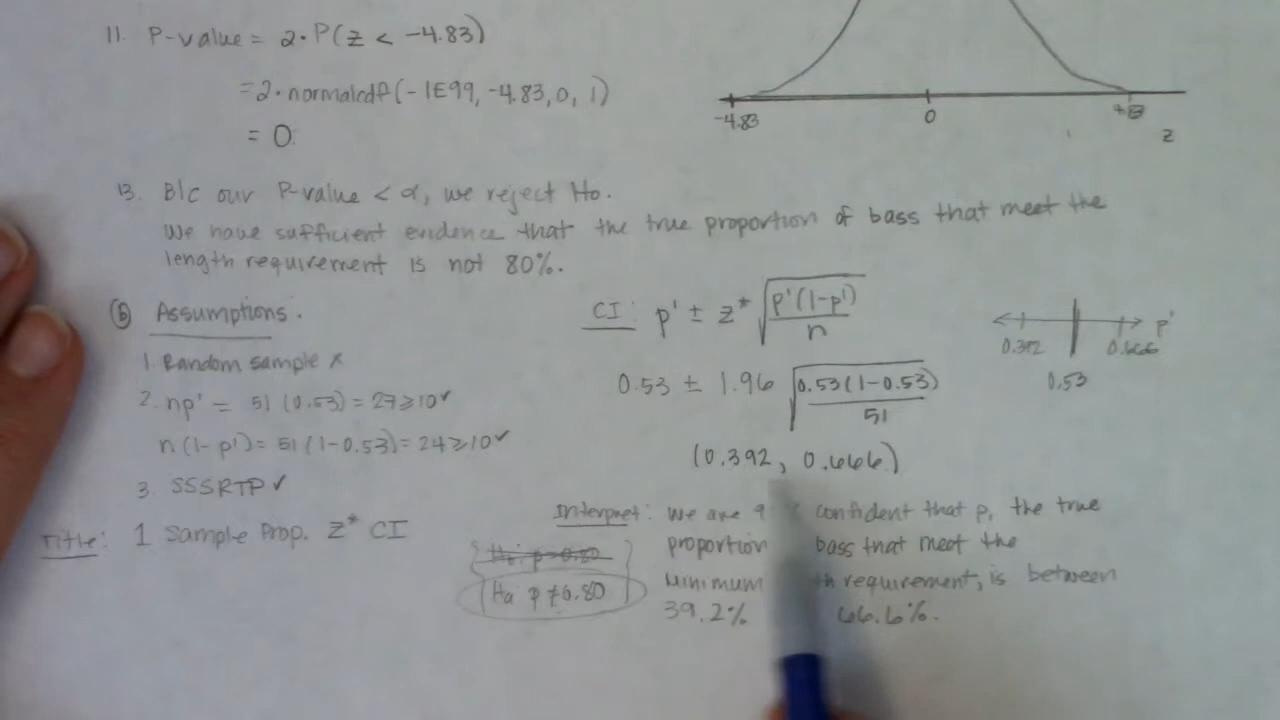 11. P-value = 2·P(z < -4.83)
= 2·normalcdf(-1E99, -4.83, 0, 1)
= 0
-4.83 0 z
13. B/c our P-value < α, we reject Ho.
We have sufficient evidence that the true proportion of bass that meet the
length requirement is not 80%.
(b) Assumptions:
1. Random sample x
2. np' = 51(0.53) = 27 ≥ 10 ✓
n(1-p') = 51(1-0.53) = 24 ≥ 10 ✓
3. SSSRTP ✓
Title: 1 Sample Prop. z* CI
CI: p' ± z* √(p'(1-p')/n)
0.53 ± 1.96 √(0.53(1-0.53)/51)
(0.392, 0.666)
p'
0.392 0.666
0.53
Ho: p=0.80
Ha: p ≠ 0.80
Interpret: We are confident that p, the true
proportion bass that meet the
minimum requirement, is between
39.2% 66.6%.